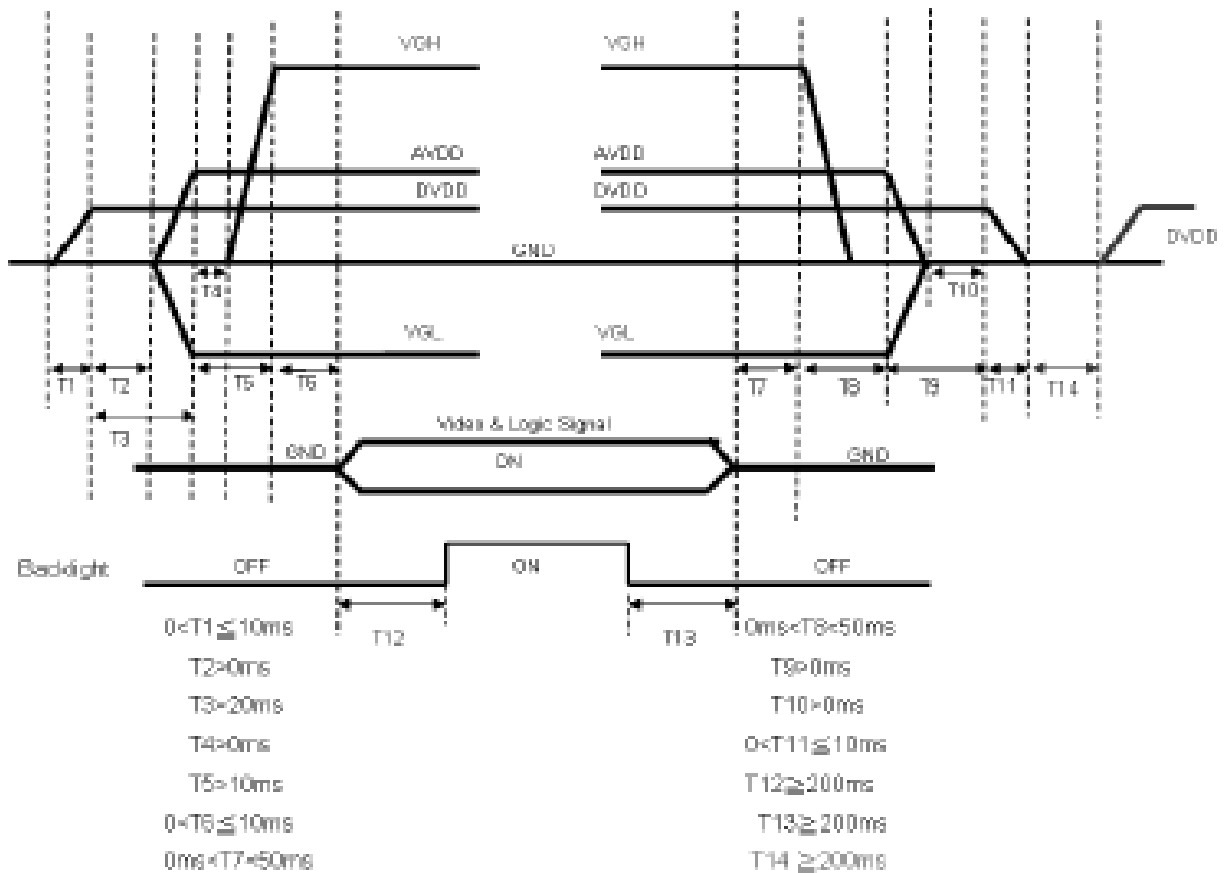 VGH VGH
AVDD AVDD
DVDD DVDD
GND
DVDD
T4 T10
VGL VGL
T1 T2 T5 T6 T7 T8 T9 T11 T14
T3
Video & Logic Signal
GND ON GND
Backlight OFF ON OFF
T12 T13
0<T1≦10ms
T2>0ms
T4>0ms
T5>10ms
0<T6≦10ms
0ms<T7<50ms
0ms<T8<50ms
T9>0ms
T10>0ms
0<T11≦10ms
T12≧200ms
T13≧200ms
T14 ≧200ms